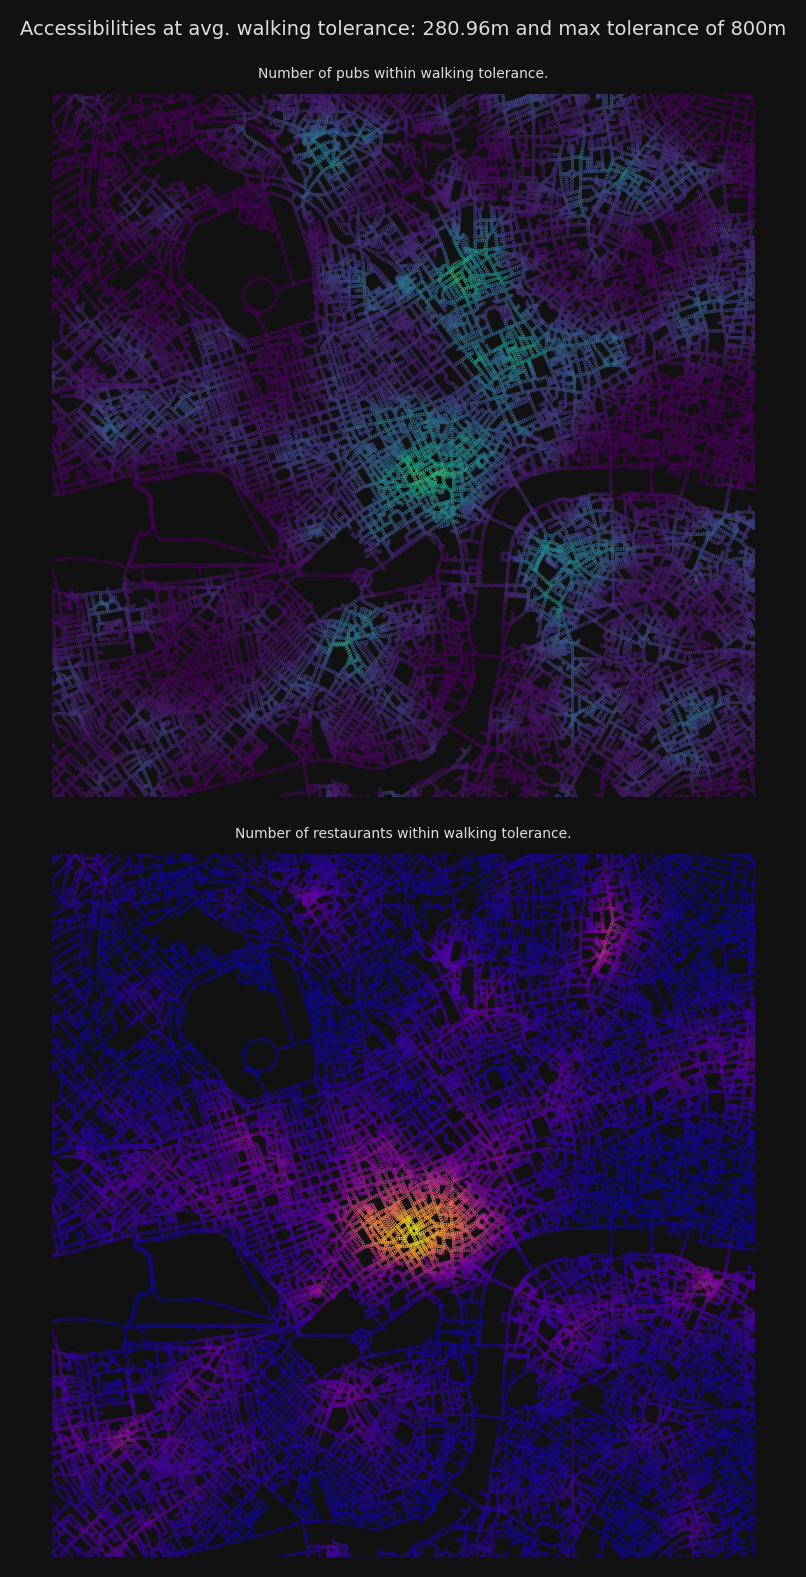 Accessibilities at avg. walking tolerance: 280.96m and max tolerance of 800m
Number of pubs within walking tolerance.
Number of restaurants within walking tolerance.